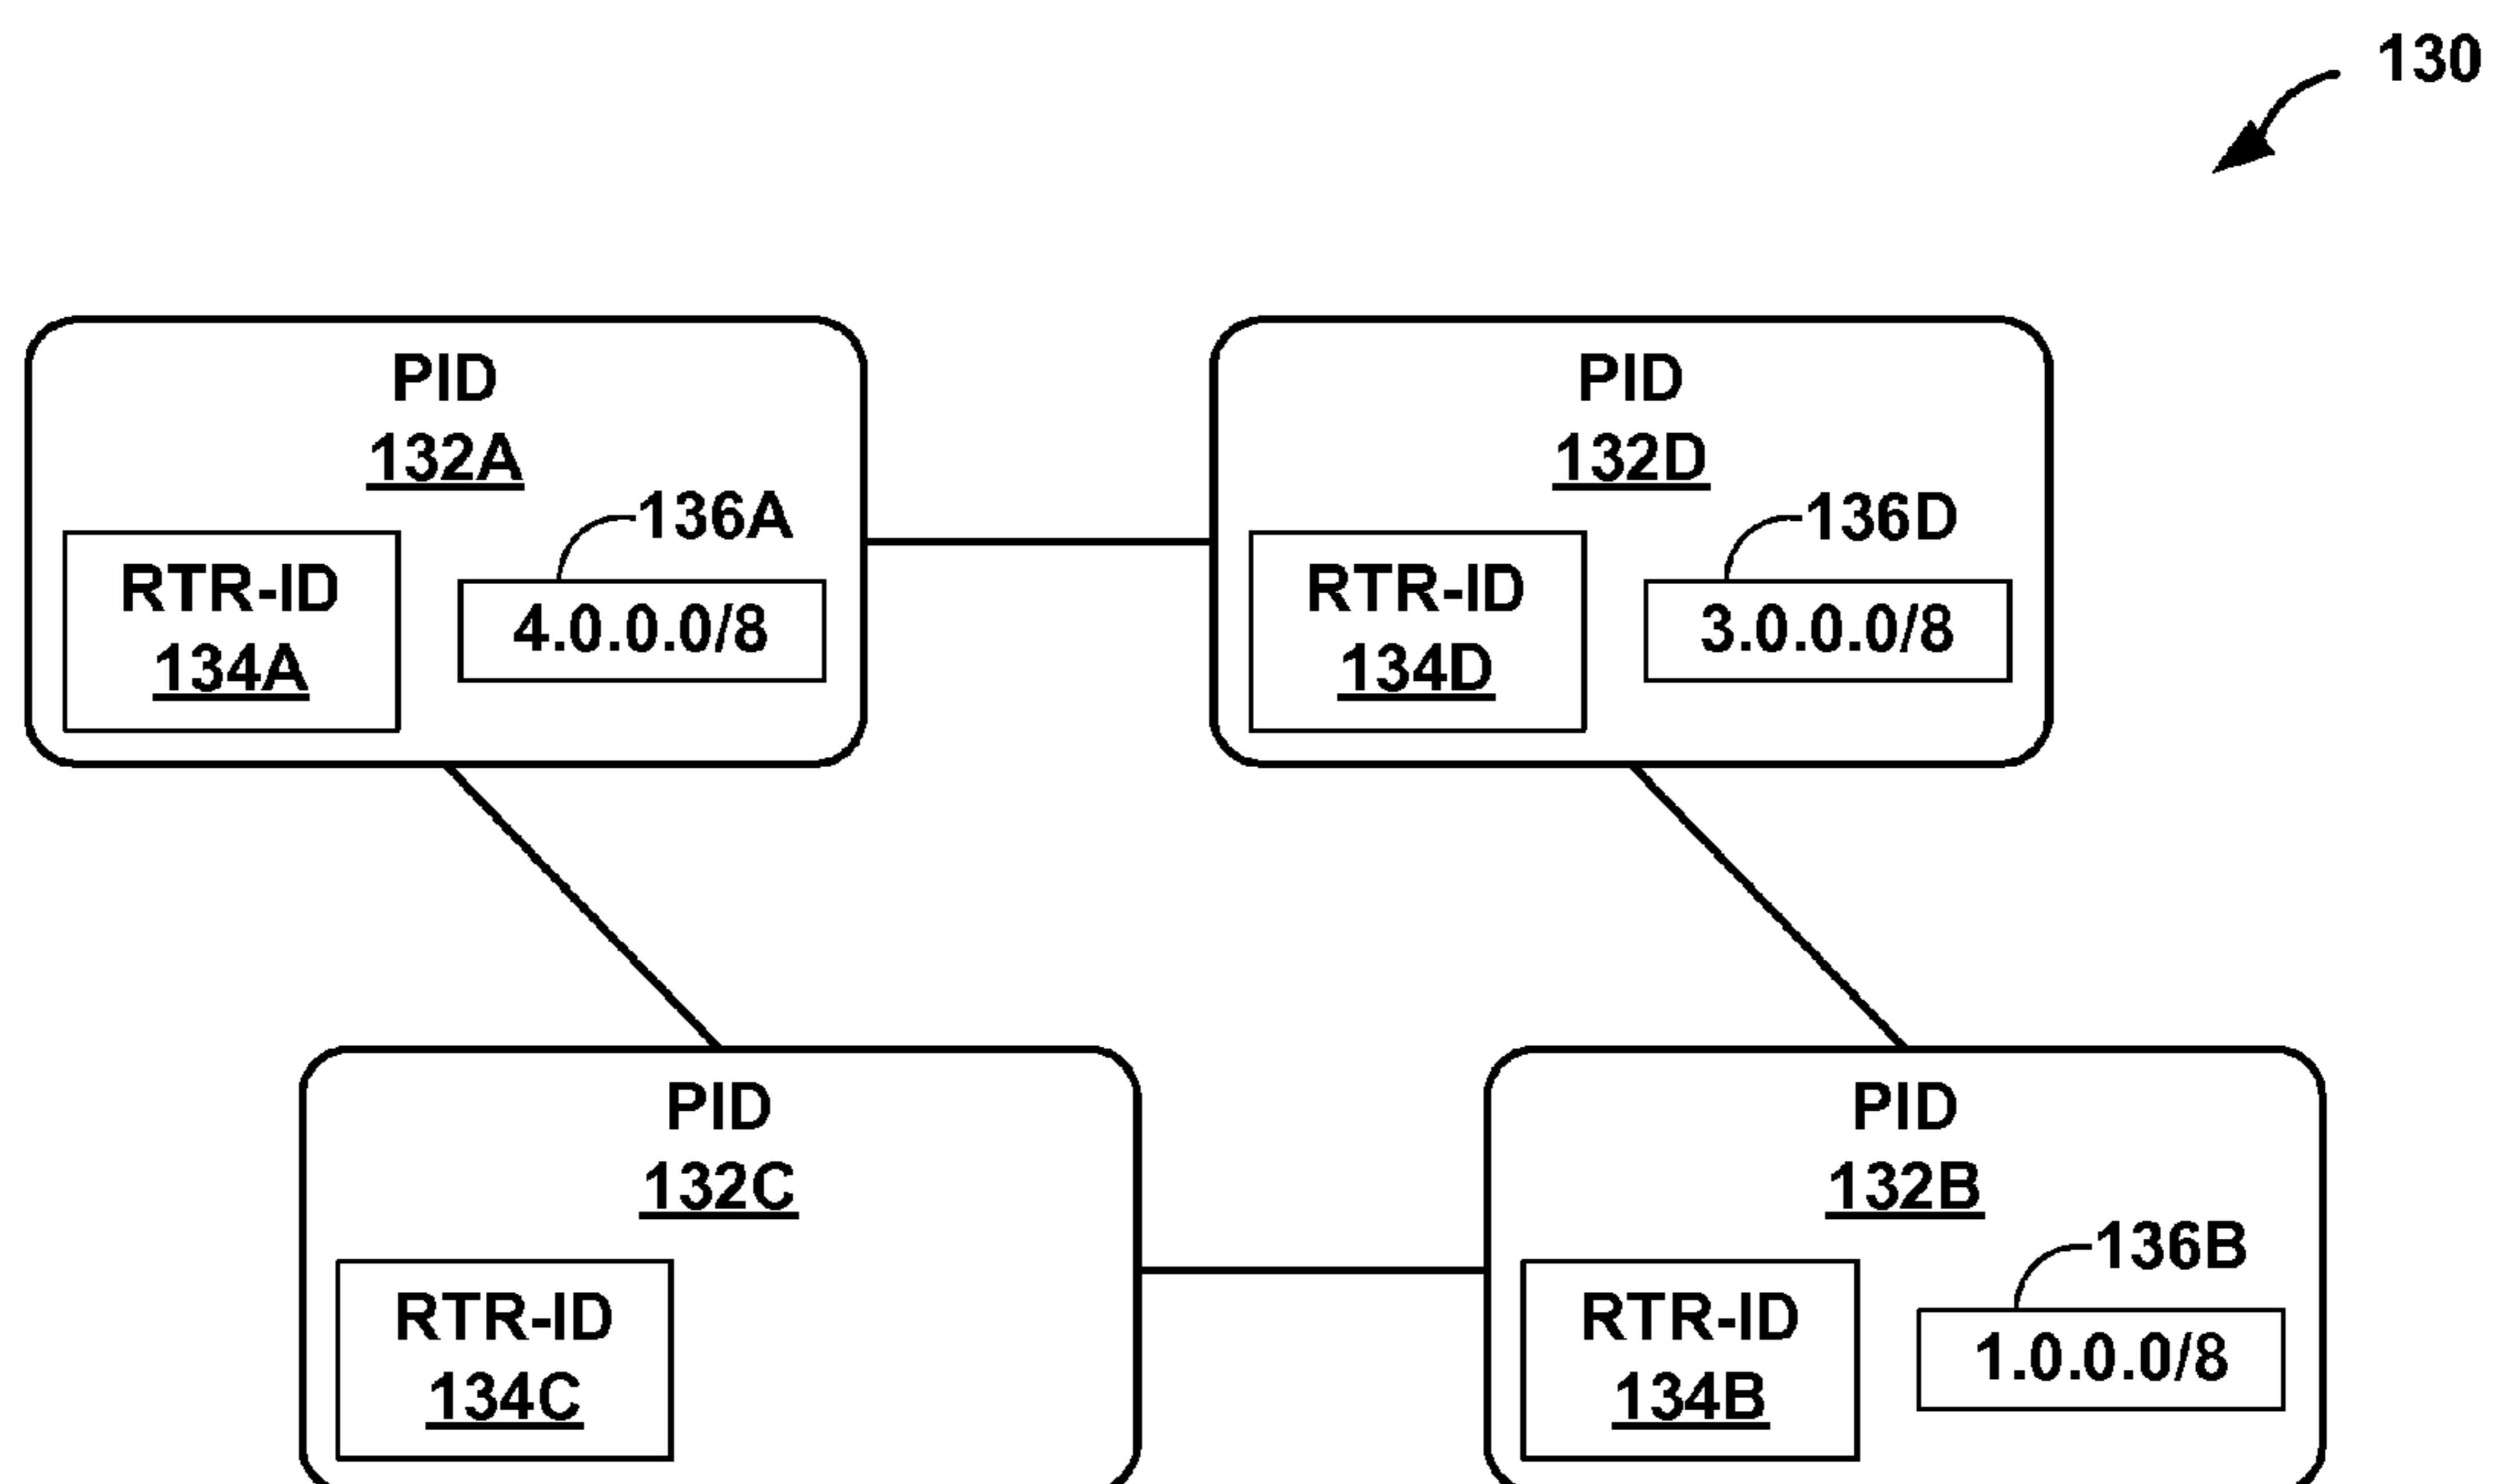 130
PID
132A
136A
RTR-ID
134A
4.0.0.0/8
PID
132D
136D
RTR-ID
134D
3.0.0.0/8
PID
132C
RTR-ID
134C
PID
132B
136B
RTR-ID
134B
1.0.0.0/8